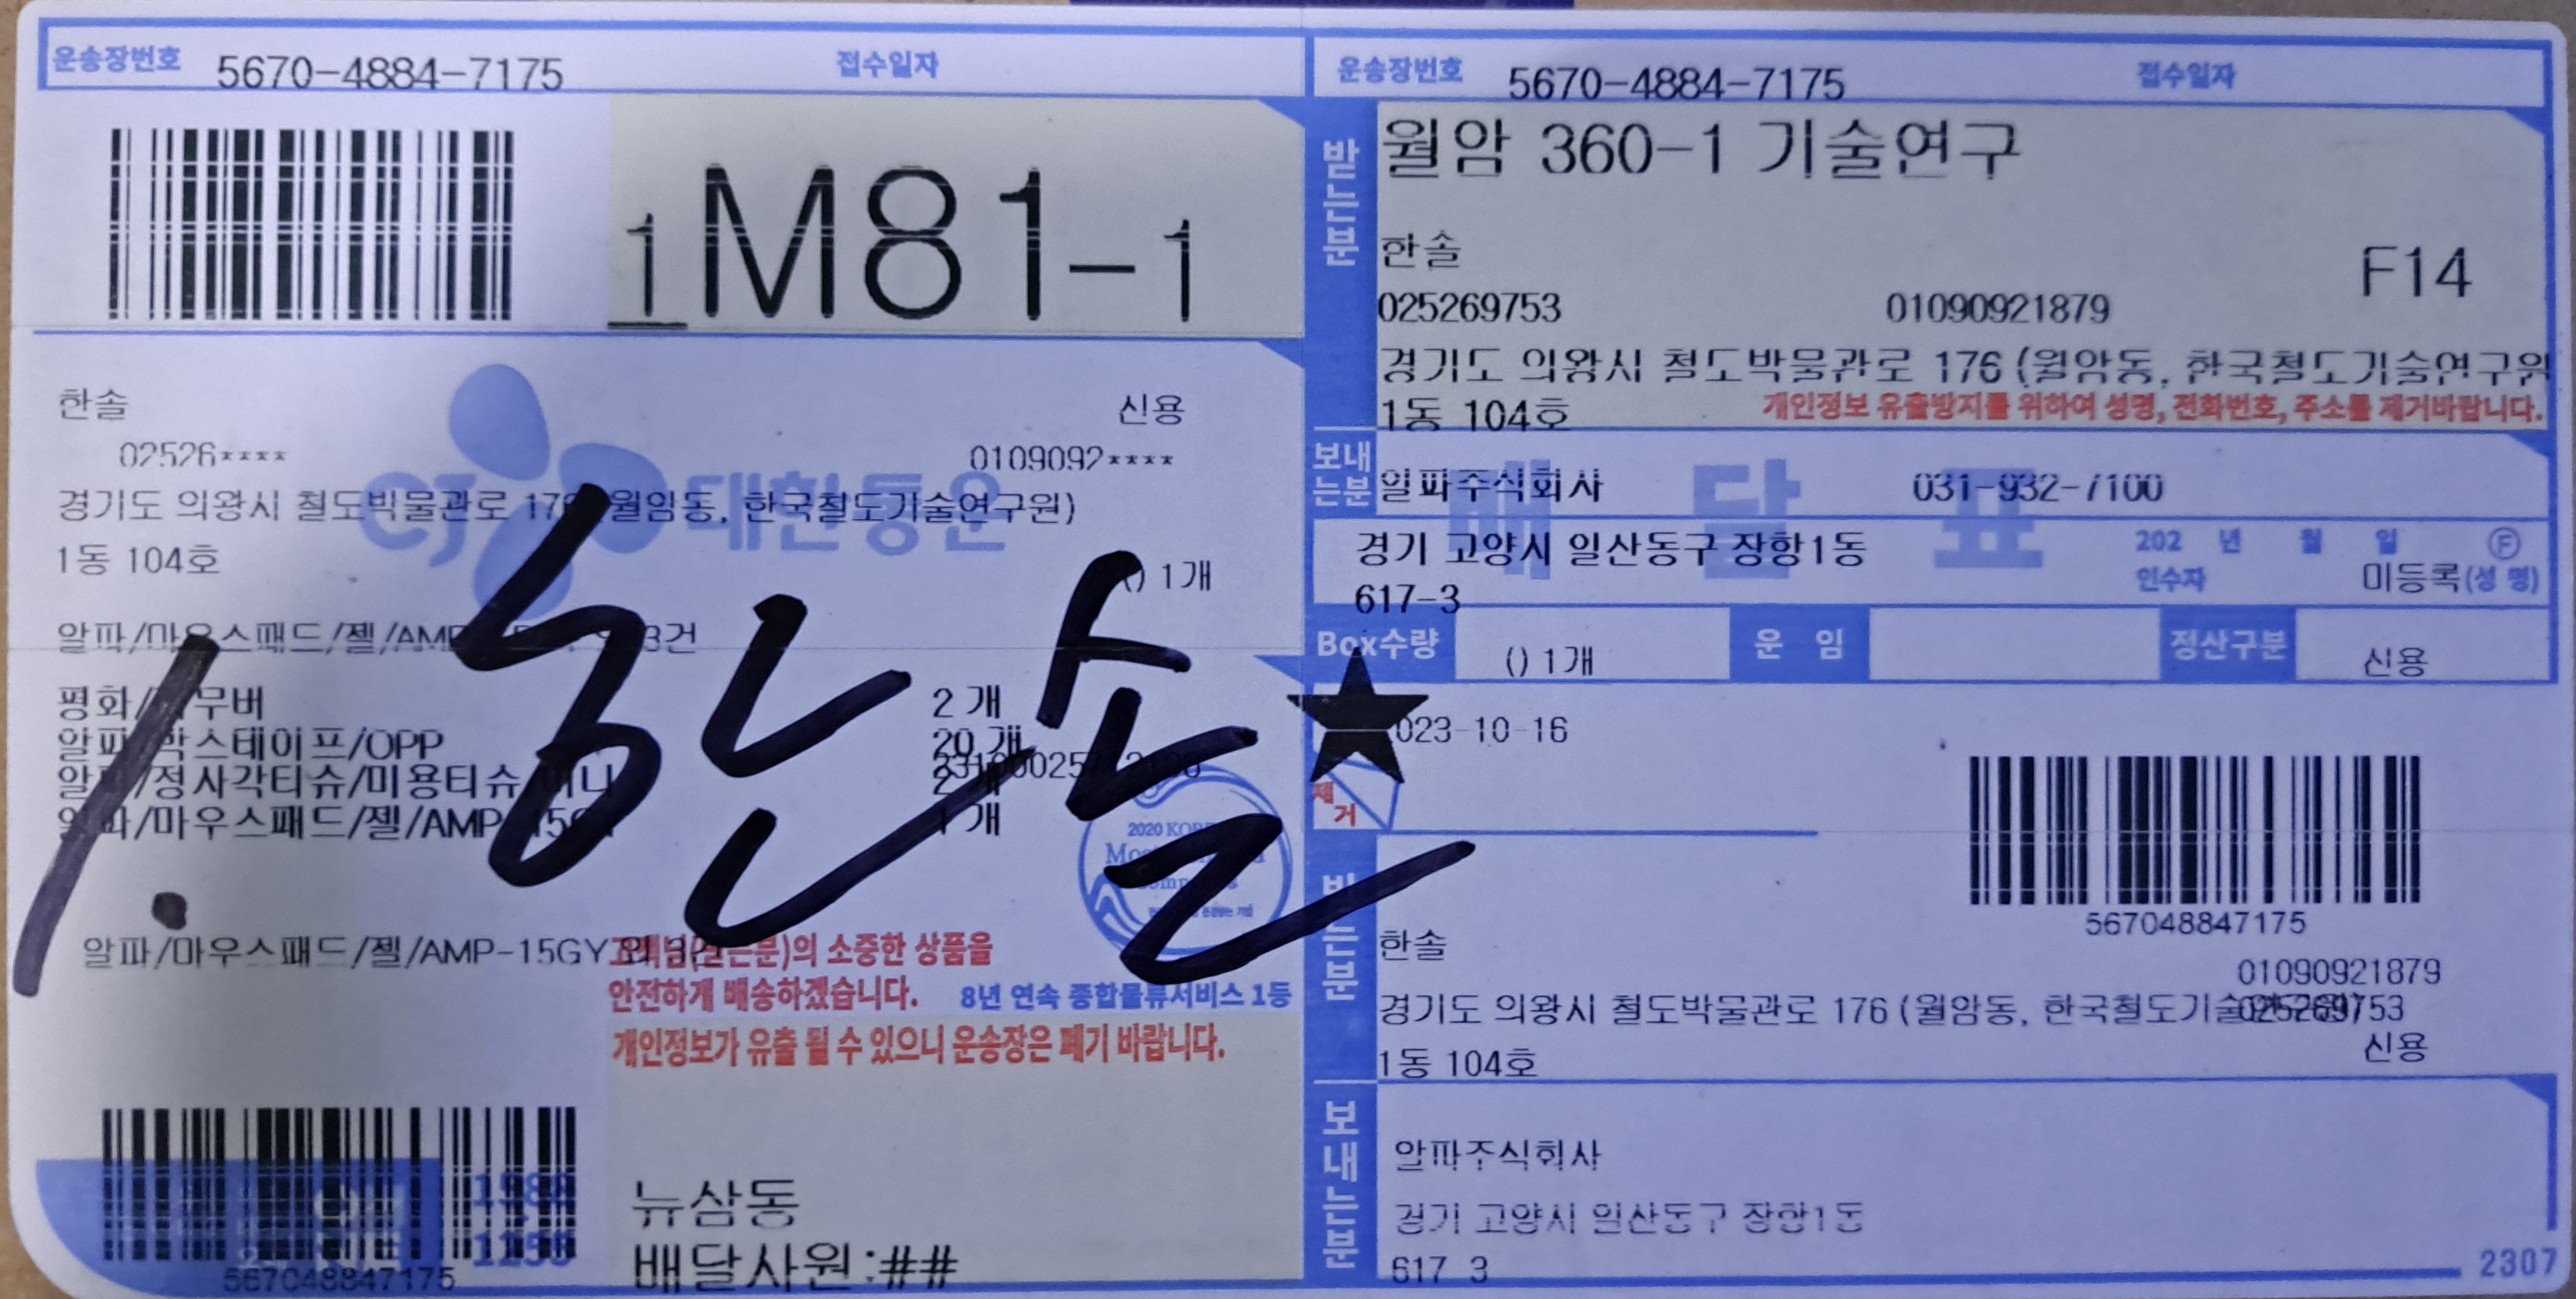 운송장번호 5670-4884-7175 접수일자
1M81-1
한솔 신용
02526**** 0109092****
경기도 의왕시 철도박물관로 176 월암동, 한국철도기술연구원)
1동 104호
() 1개
CJ 대한통운
한솔
알파/마우스패드/젤/AMP 3건
평화/ 무버 2 개
알파 박스테이프/OPP 20 개
알파/정사각티슈/미용티슈 미니 2 개
알파/마우스패드/젤/AMP-15GY 1 개
2020
알파/마우스패드/젤/AMP-15GY
고객님(받는분)의 소중한 상품을
안전하게 배송하겠습니다. 8년 연속 종합물류서비스 1등
개인정보가 유출 될 수 있으니 운송장은 폐기 바랍니다.
567048847175
뉴삼동
배달사원:##
운송장번호 5670-4884-7175 접수일자
받는분
월암 360-1 기술연구
한솔 F14
025269753 01090921879
경기도 의왕시 철도박물관로 176 (월암동, 한국철도기술연구원
1동 104호 개인정보 유출방지를 위하여 성명, 전화번호, 주소를 제거바랍니다.
보내는분 알파주식회사 031-932-7100
배달표
경기 고양시 일산동구 장항1동
617-3
202 년 월 일 Ⓕ
인수자 미등록(성 명)
Box수량 () 1개 운 임 정산구분 신용
★023-10-16
제거
567048847175
받는분
한솔 01090921879
경기도 의왕시 철도박물관로 176 (월암동, 한국철도기술 025269753
1동 104호 신용
보내는분
알파주식회사
경기 고양시 일산동구 장항1동
617 3
2307